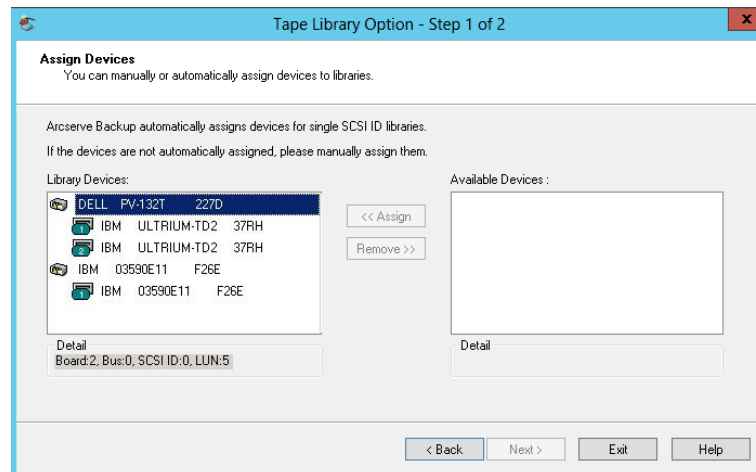 Tape Library Option - Step 1 of 2
x
Assign Devices
You can manually or automatically assign devices to libraries.
Arcserve Backup automatically assigns devices for single SCSI ID libraries.
If the devices are not automatically assigned, please manually assign them.
Library Devices:
Available Devices :
DELL PV-132T 227D
1 IBM ULTRIUM-TD2 37RH
2 IBM ULTRIUM-TD2 37RH
IBM 03590E11 F26E
1 IBM 03590E11 F26E
<< Assign
Remove >>
Detail
Board:2, Bus:0, SCSI ID:0, LUN:5
Detail
< Back Next > Exit Help